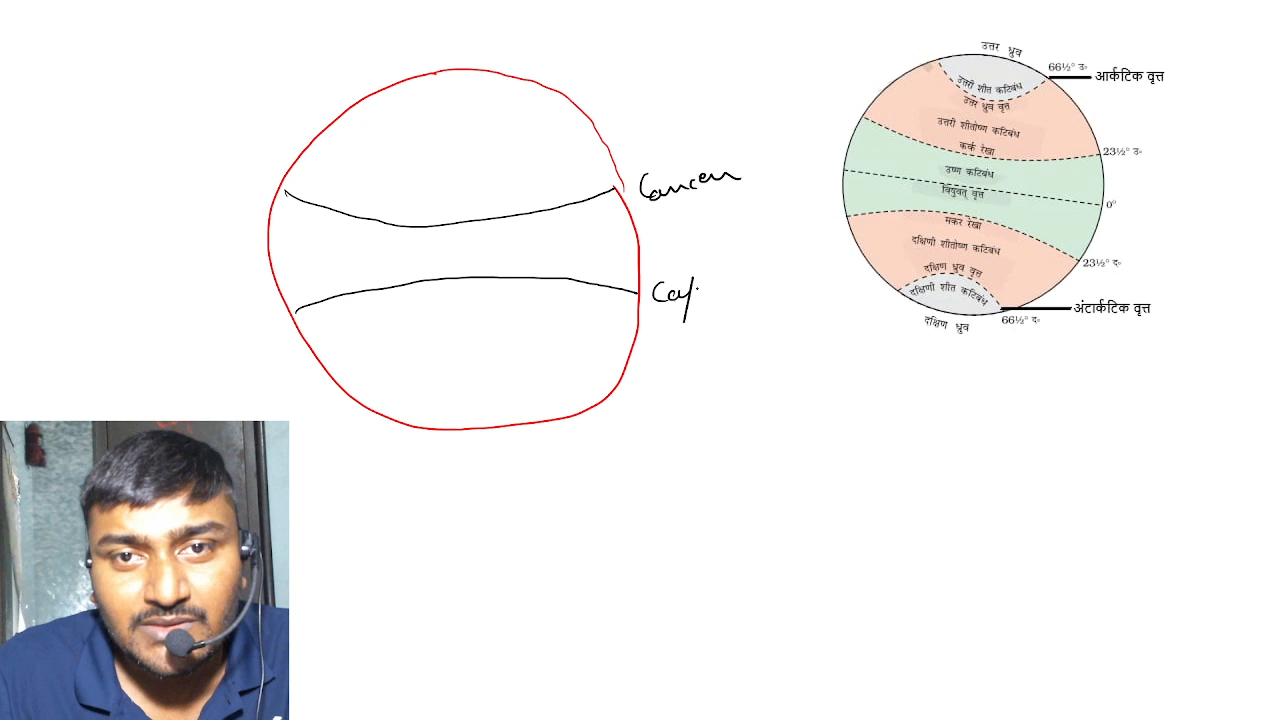 Cancer
Cap.
उत्तर ध्रुव
66½° उ॰
आर्कटिक वृत्त
उत्तरी शीत कटिबंध
उत्तर ध्रुव वृत्त
उत्तरी शीतोष्ण कटिबंध
कर्क रेखा
23½° उ॰
उष्ण कटिबंध
विषुवत् वृत्त
0°
मकर रेखा
दक्षिणी शीतोष्ण कटिबंध
23½° द॰
दक्षिण ध्रुव वृत्त
दक्षिणी शीत कटिबंध
अंटार्कटिक वृत्त
66½° द॰
दक्षिण ध्रुव